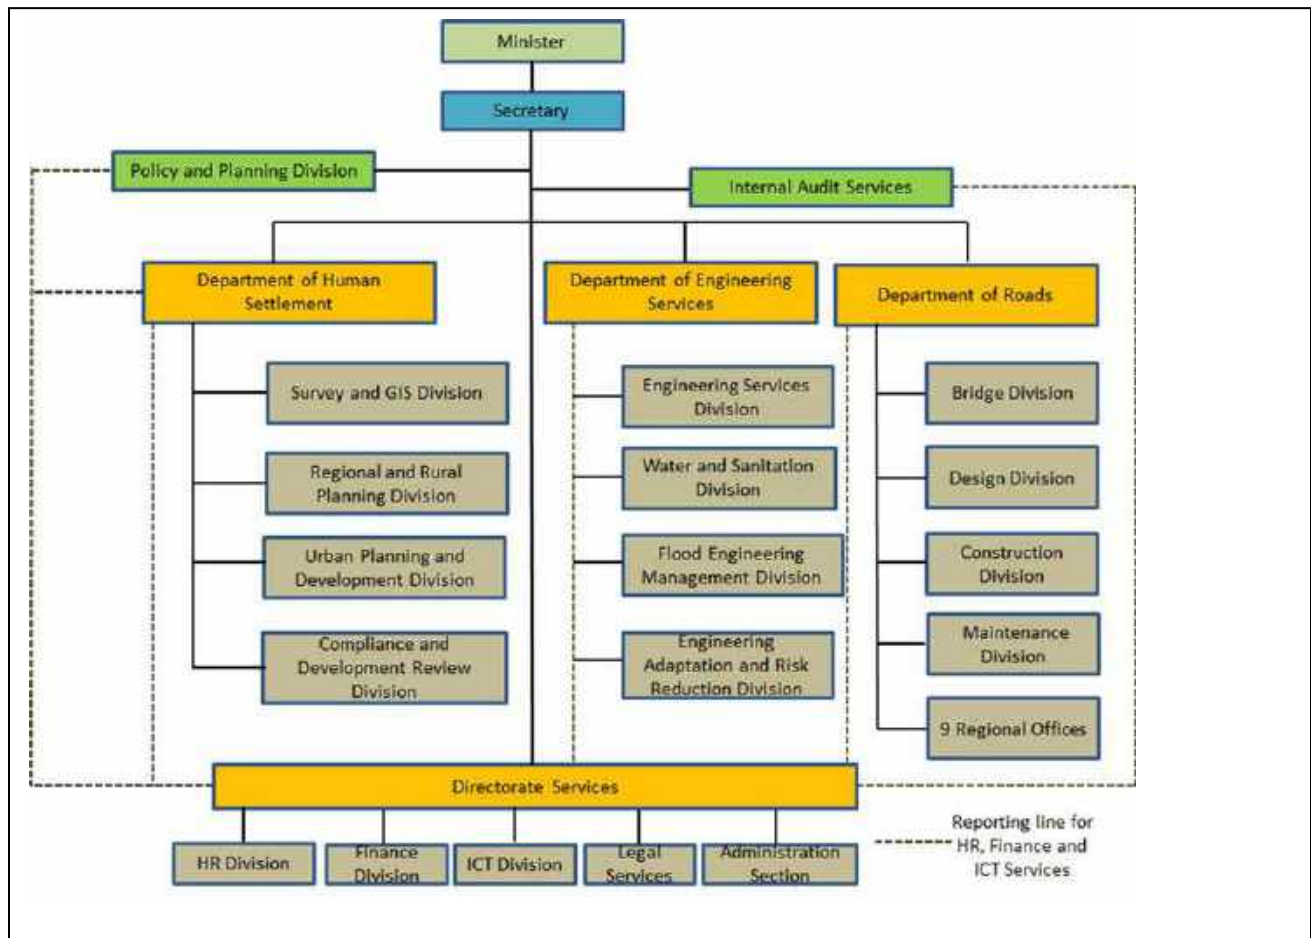 Minister
Secretary
Policy and Planning Division
Internal Audit Services
Department of Human
Settlement
Department of Engineering
Services
Department of Roads
Survey and GIS Division
Regional and Rural
Planning Division
Urban Planning and
Development Division
Compliance and
Development Review
Division
Engineering Services
Division
Water and Sanitation
Division
Flood Engineering
Management Division
Engineering
Adaptation and Risk
Reduction Division
Bridge Division
Design Division
Construction
Division
Maintenance
Division
9 Regional Offices
Directorate Services
HR Division
Finance
Division
ICT Division
Legal
Services
Administration
Section
Reporting line for
HR, Finance and
ICT Services